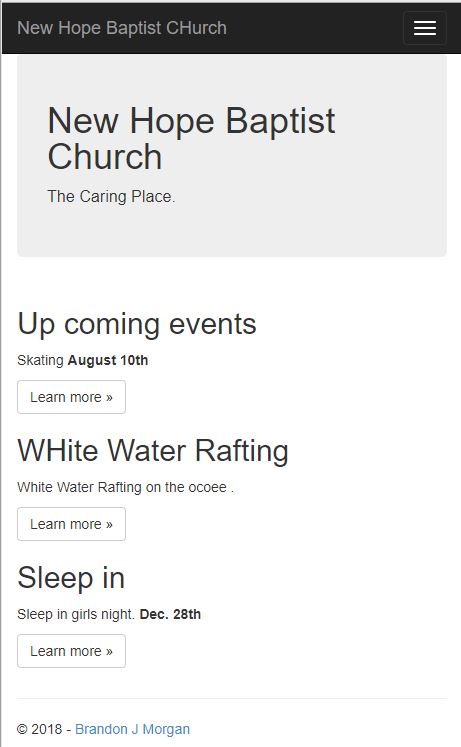 New Hope Baptist CHurch
New Hope Baptist
Church
The Caring Place.
Up coming events
Skating August 10th
Learn more »
WHite Water Rafting
White Water Rafting on the ocoee .
Learn more »
Sleep in
Sleep in girls night. Dec. 28th
Learn more »
© 2018 - Brandon J Morgan